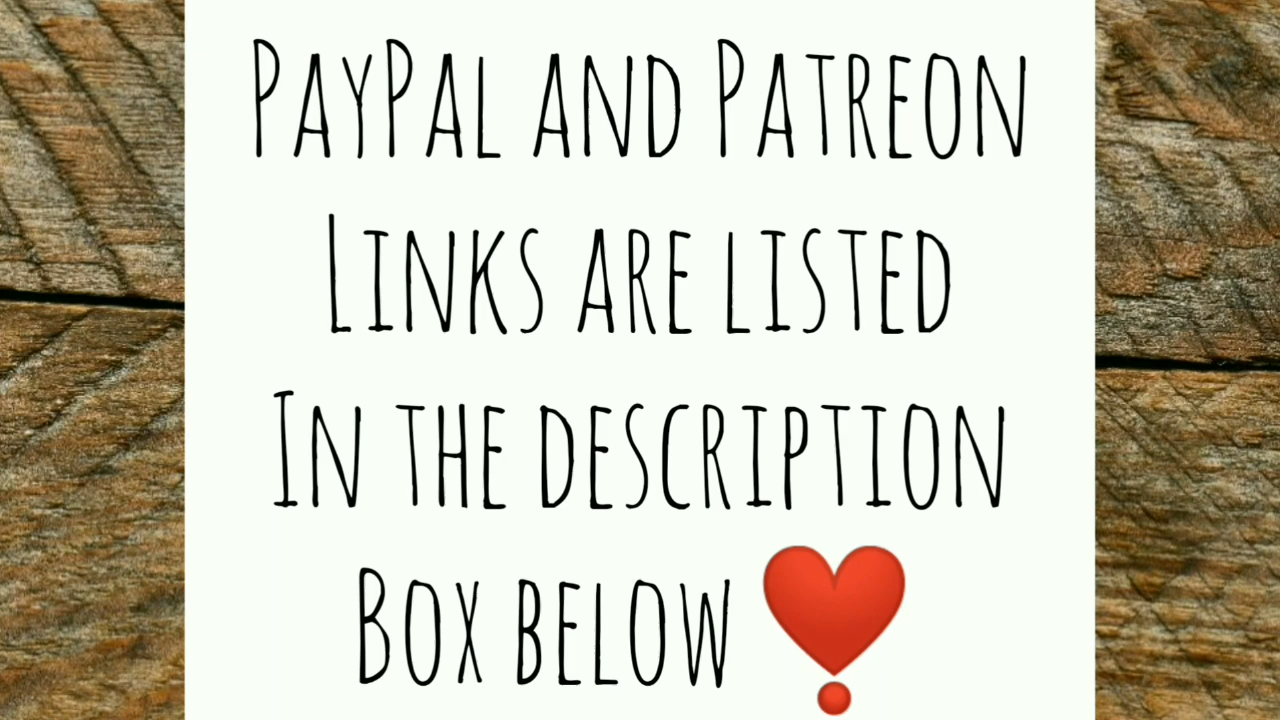 PayPal and Patreon
Links are listed
In the description
Box below ❣️